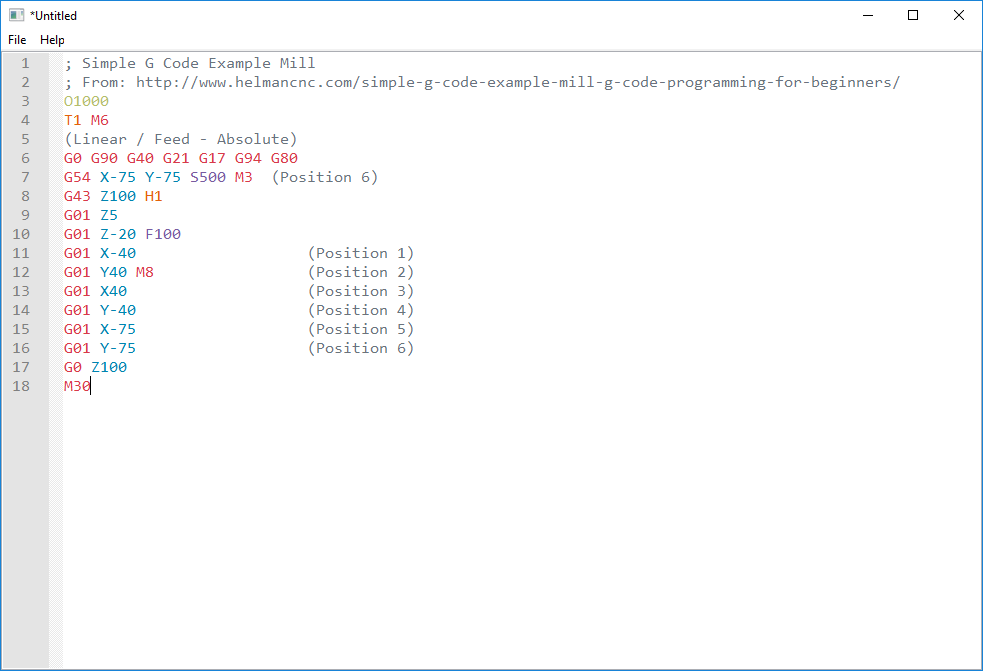 *Untitled
File Help
1 ; Simple G Code Example Mill
2 ; From: http://www.helmancnc.com/simple-g-code-example-mill-g-code-programming-for-beginners/
3 O1000
4 T1 M6
5 (Linear / Feed - Absolute)
6 G0 G90 G40 G21 G17 G94 G80
7 G54 X-75 Y-75 S500 M3  (Position 6)
8 G43 Z100 H1
9 G01 Z5
10 G01 Z-20 F100
11 G01 X-40                   (Position 1)
12 G01 Y40 M8                 (Position 2)
13 G01 X40                    (Position 3)
14 G01 Y-40                   (Position 4)
15 G01 X-75                   (Position 5)
16 G01 Y-75                   (Position 6)
17 G0 Z100
18 M30